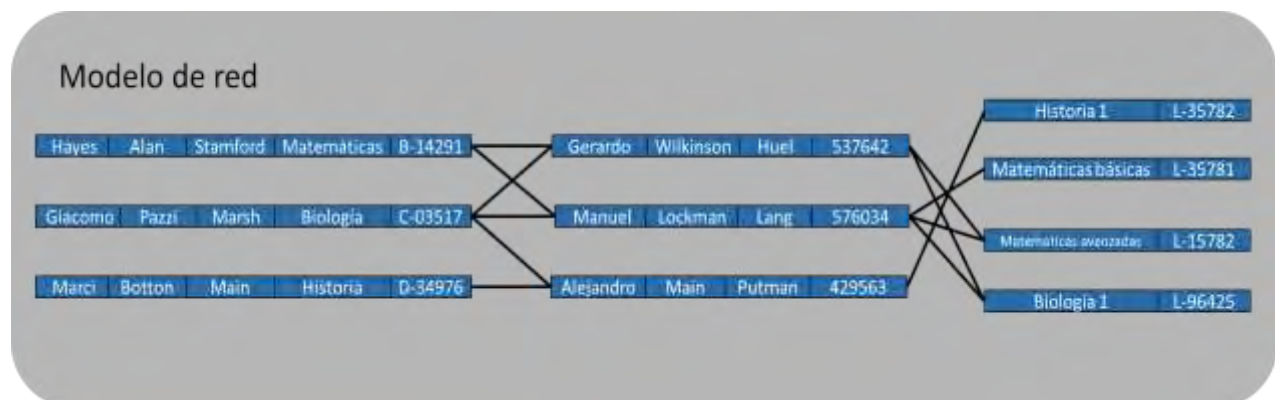 Modelo de red
Historia 1 L-35782
Hayes Alan Stamford Matemáticas B-14291 Gerardo Wilkinson Huel 537642
Matemáticas básicas L-35781
Giacomo Pazzi Marsh Biología C-03517 Manuel Lockman Lang 576034
Matemáticas avanzadas L-15782
Marci Botton Main Historia D-34976 Alejandro Main Putman 429563
Biologia 1 L-96425